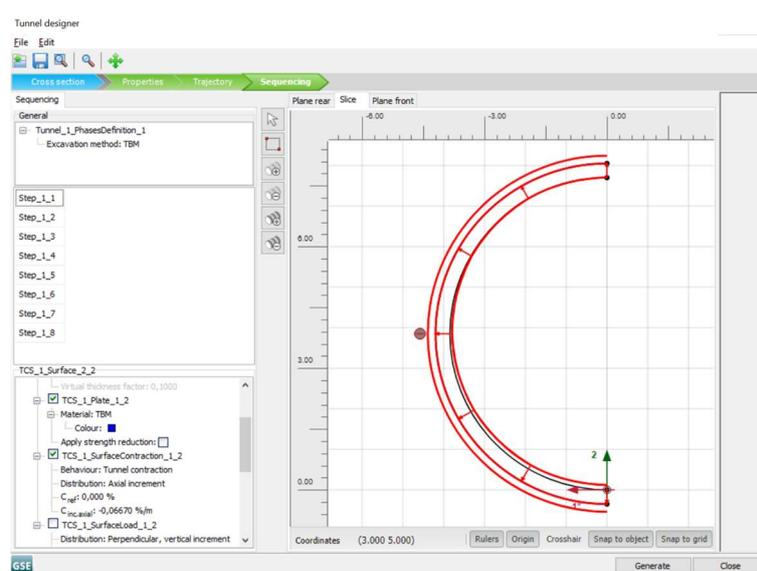 Tunnel designer
File Edit
Cross section Properties Trajectory Sequencing
Sequencing
General
Tunnel_1_PhasesDefinition_1
Excavation method: TBM
Step_1_1
Step_1_2
Step_1_3
Step_1_4
Step_1_5
Step_1_6
Step_1_7
Step_1_8
TCS_1_Surface_2_2
Virtual thickness factor: 0,1000
TCS_1_Plate_1_2
Material: TBM
Colour:
Apply strength reduction:
TCS_1_SurfaceContraction_1_2
Behaviour: Tunnel contraction
Distribution: Axial increment
Cref: 0,000 %
Cinc,axial: -0,06670 %/m
TCS_1_SurfaceLoad_1_2
Distribution: Perpendicular, vertical increment
Plane rear Slice Plane front
-6.00 -3.00 0.00
6.00
3.00
0.00
2
1
Coordinates (3.000 5.000) Rulers Origin Crosshair Snap to object Snap to grid
GSE
Generate Close